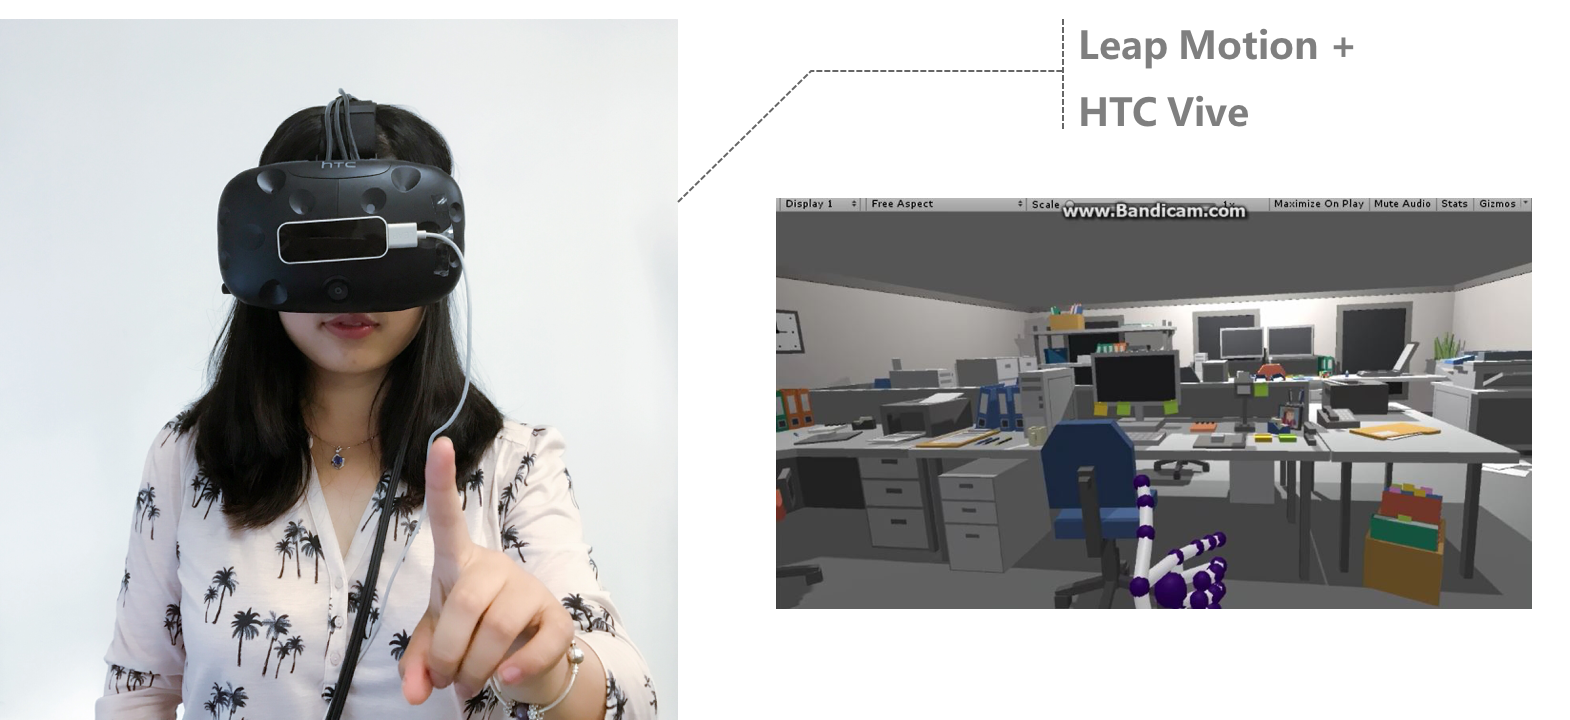 Leap Motion +
HTC Vive
hTC
Display 1
Free Aspect
Scale
1x
Maximize On Play
Mute Audio
Stats
Gizmos
www.Bandicam.com